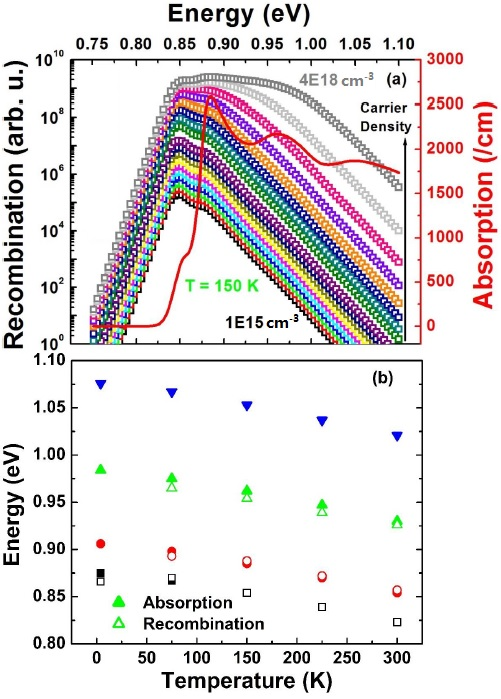 Energy (eV)
0.75 0.80 0.85 0.90 0.95 1.00 1.05 1.10
10^10 3000
(a)
4E18 cm^-3
2500
10^8
Carrier
Density
2000
10^6
1500
10^4
1000
T = 150 K
10^2
500
1E15 cm^-3
10^0 0
Recombination (arb. u.)
Absorption (/cm)
1.10
(b)
1.05
1.00
0.95
0.90
0.85
Absorption
Recombination
0.80
Energy (eV)
0 50 100 150 200 250 300
Temperature (K)